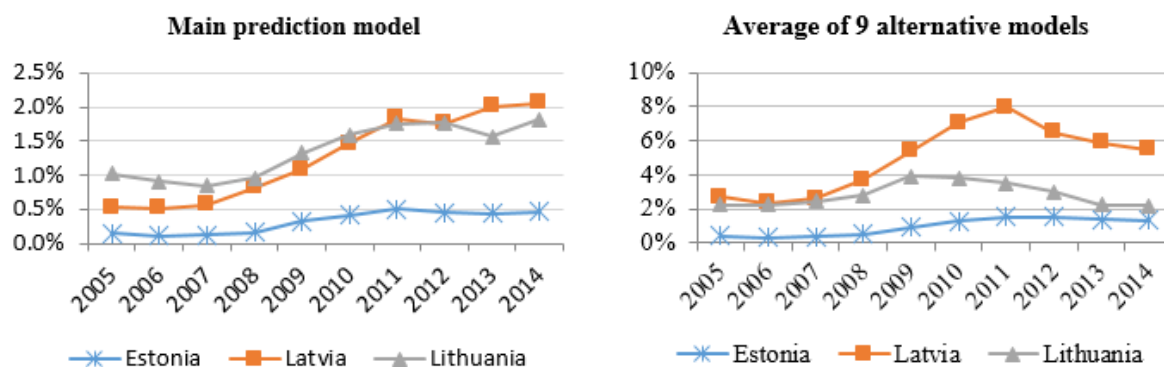 Main prediction model
2.5%
2.0%
1.5%
1.0%
0.5%
0.0%
2005 2006 2007 2008 2009 2010 2011 2012 2013 2014
Estonia Latvia Lithuania
Average of 9 alternative models
10%
8%
6%
4%
2%
0%
2005 2006 2007 2008 2009 2010 2011 2012 2013 2014
Estonia Latvia Lithuania